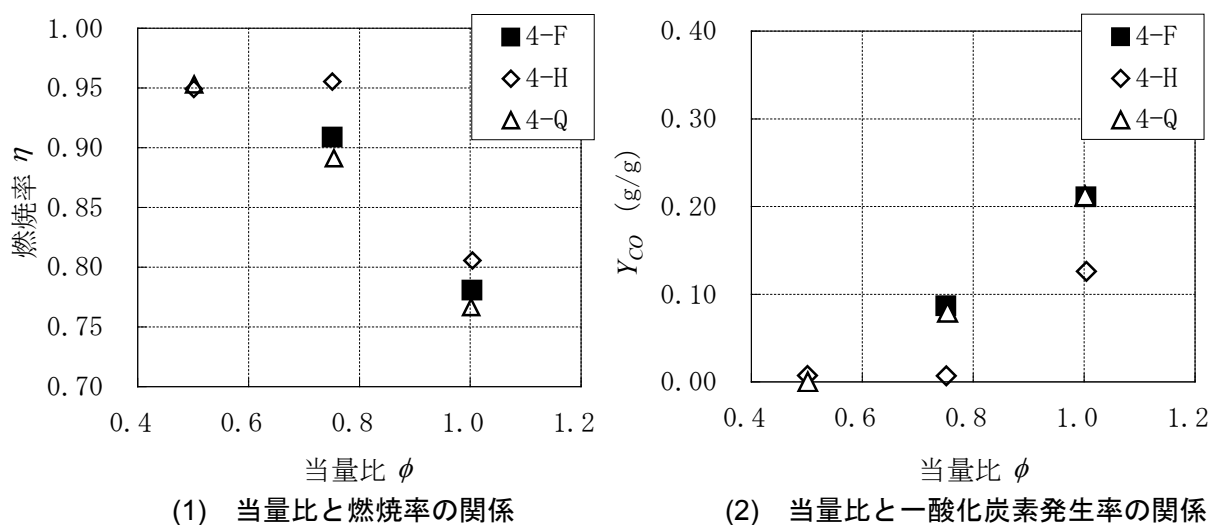 1.00
0.95
0.90
0.85
0.80
0.75
0.70
燃焼率 η
0.4 0.6 0.8 1.0 1.2
当量比 φ
4-F
4-H
4-Q
(1) 当量比と燃焼率の関係
0.40
0.30
0.20
0.10
0.00
Y_CO (g/g)
0.4 0.6 0.8 1.0 1.2
当量比 φ
4-F
4-H
4-Q
(2) 当量比と一酸化炭素発生率の関係